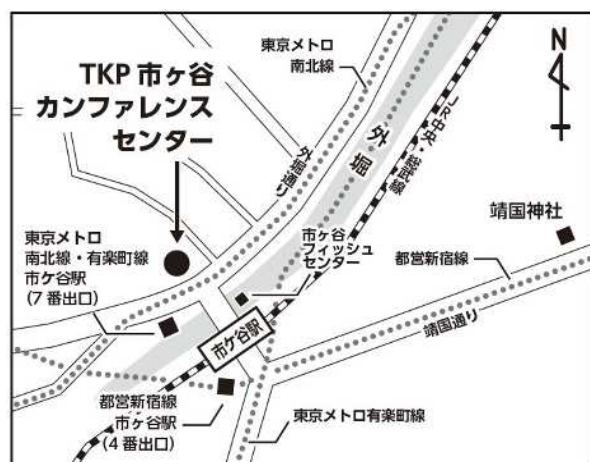 東京メトロ
南北線
N
TKP 市ヶ谷
カンファレンス
センター
外堀通り
外堀
JR中央・総武線
靖国神社
市ヶ谷
フィッシュ
センター
都営新宿線
東京メトロ
南北線・有楽町線
市ケ谷駅
(7番出口)
市ケ谷駅
靖国通り
都営新宿線
市ケ谷駅
(4番出口)
東京メトロ有楽町線